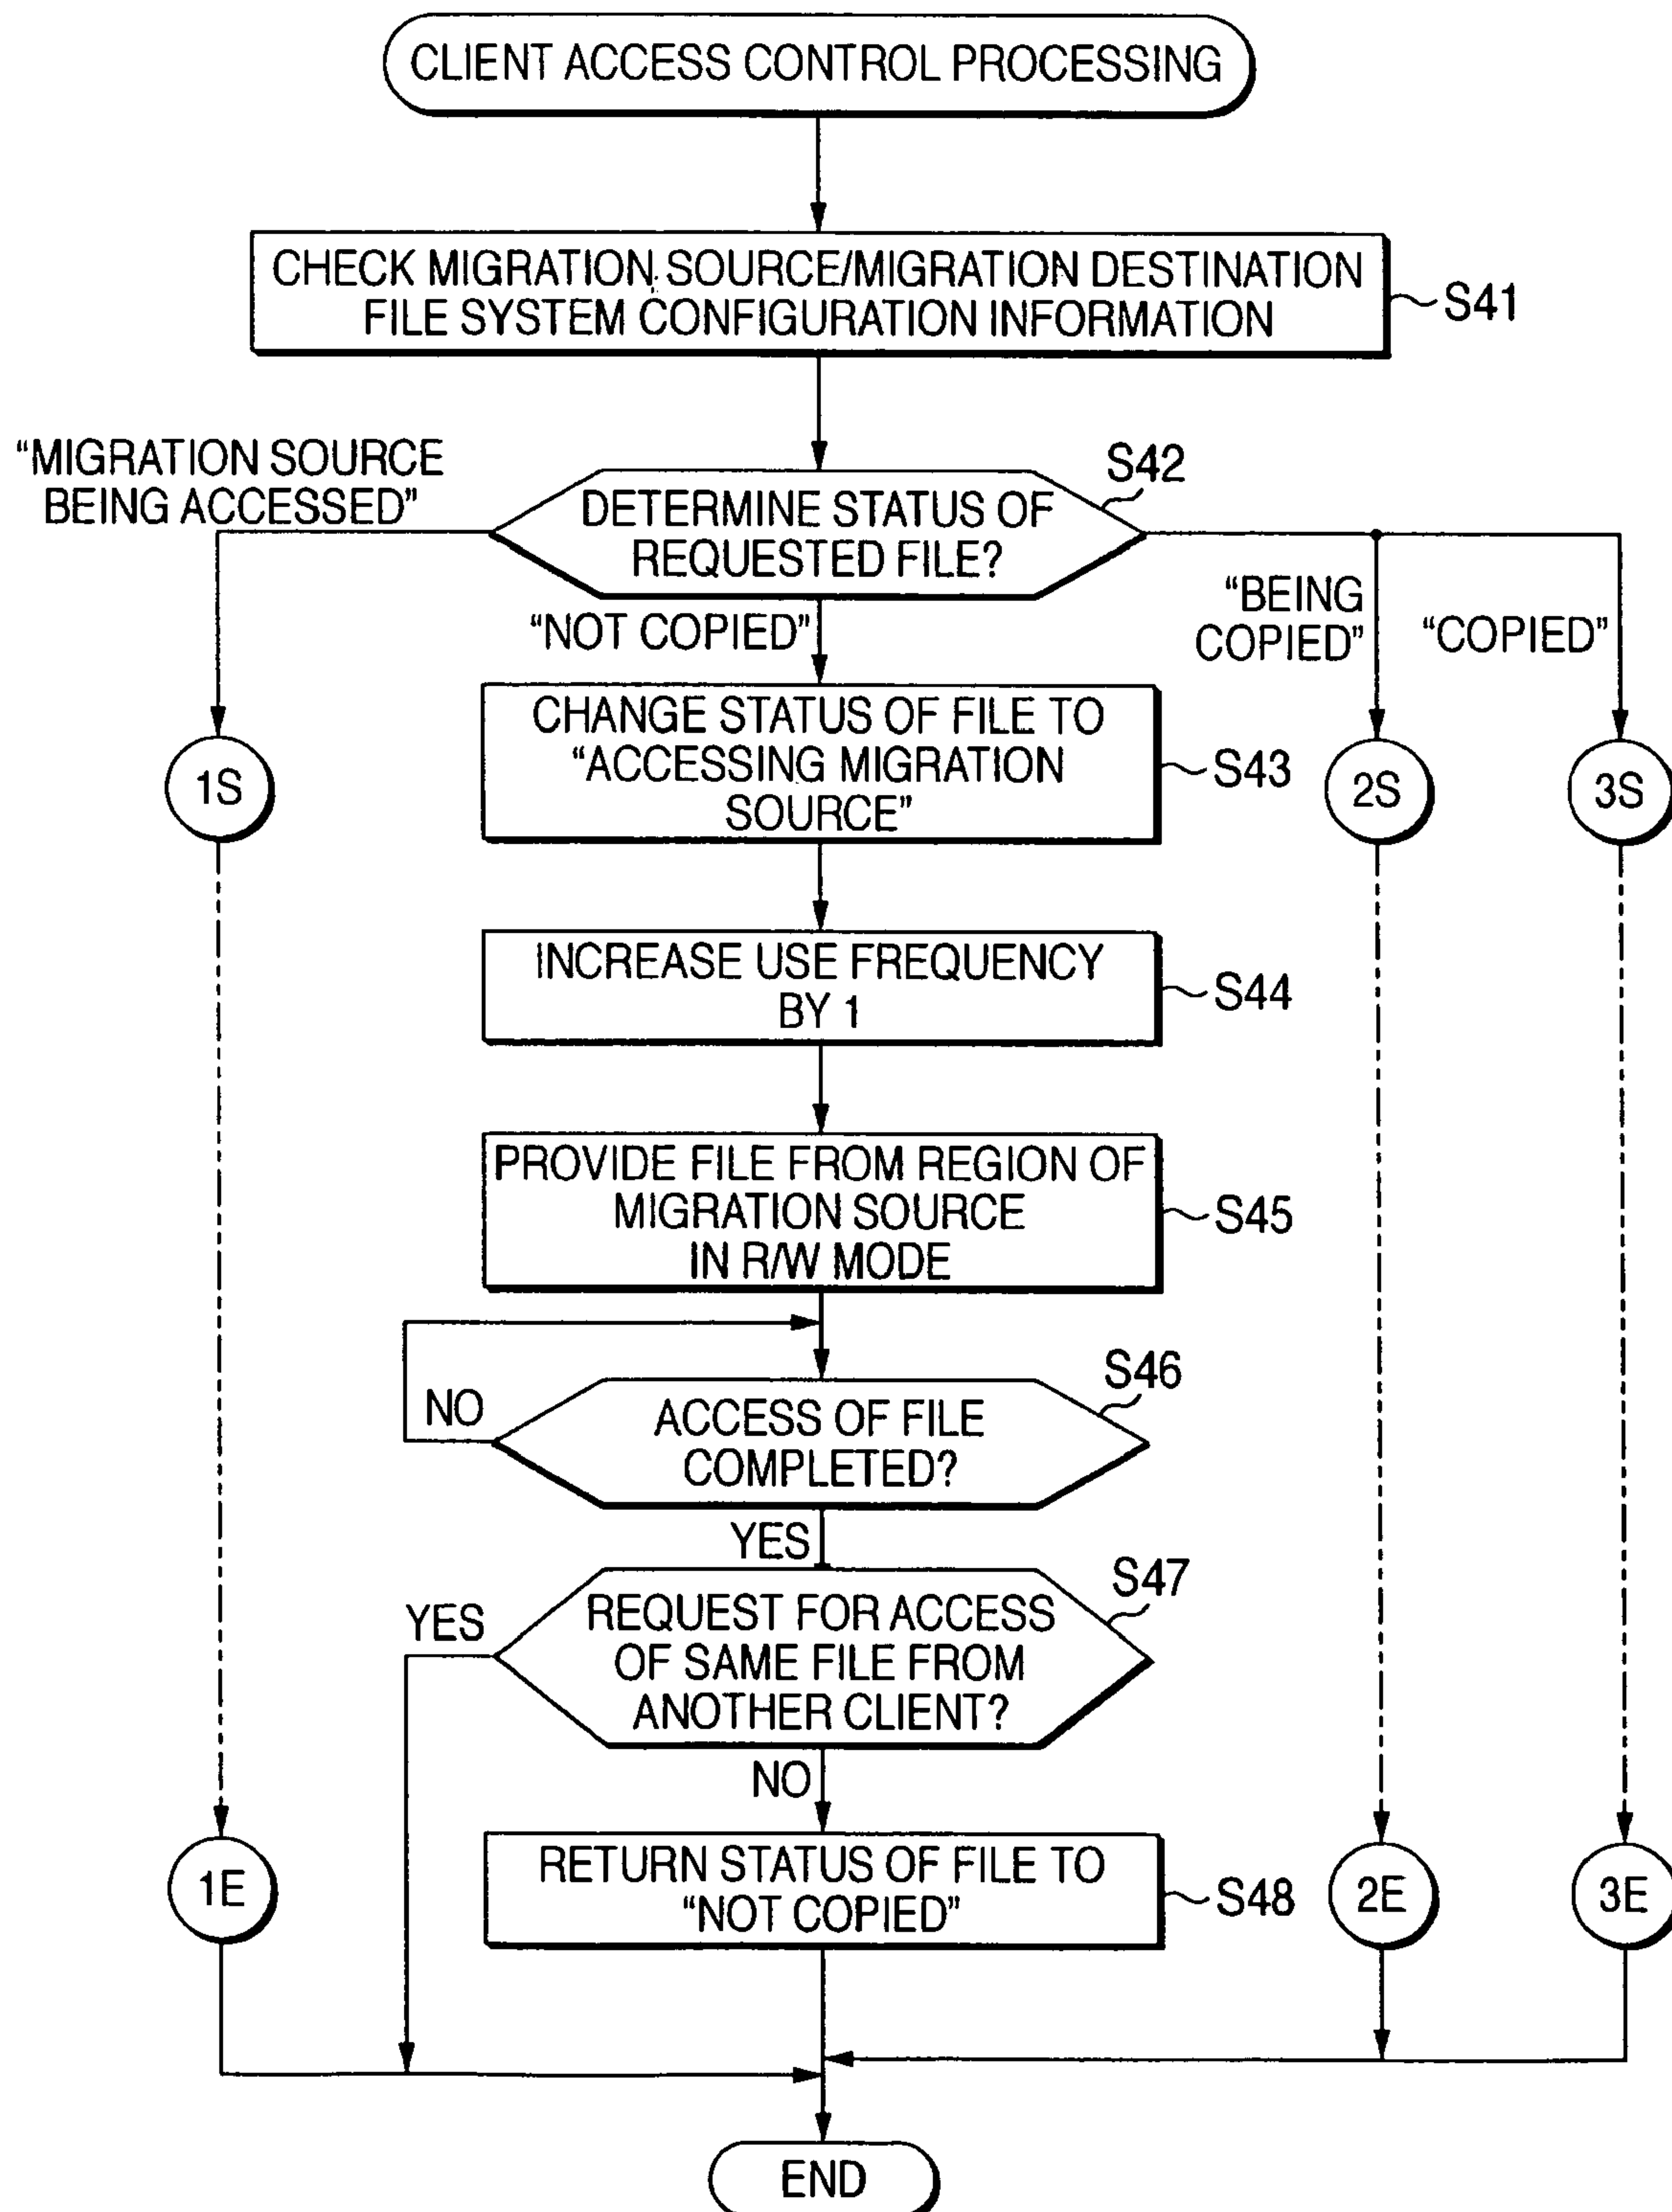 CLIENT ACCESS CONTROL PROCESSING
CHECK MIGRATION SOURCE/MIGRATION DESTINATION
FILE SYSTEM CONFIGURATION INFORMATION
S41
“MIGRATION SOURCE
BEING ACCESSED”
S42
DETERMINE STATUS OF
REQUESTED FILE?
“NOT COPIED”
“BEING
COPIED”
“COPIED”
CHANGE STATUS OF FILE TO
“ACCESSING MIGRATION
SOURCE”
S43
1S
2S
3S
INCREASE USE FREQUENCY
BY 1
S44
PROVIDE FILE FROM REGION OF
MIGRATION SOURCE
IN R/W MODE
S45
S46
NO
ACCESS OF FILE
COMPLETED?
YES
S47
YES
REQUEST FOR ACCESS
OF SAME FILE FROM
ANOTHER CLIENT?
NO
RETURN STATUS OF FILE TO
“NOT COPIED”
S48
1E
2E
3E
END